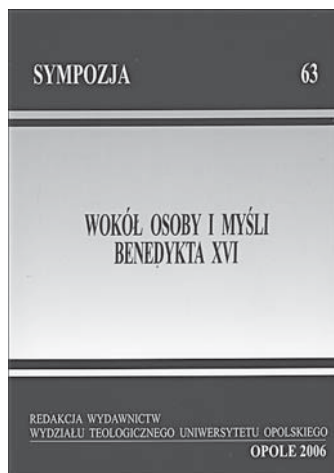 SYMPOZJA 63
WOKÓŁ OSOBY I MYŚLI
BENEDYKTA XVI
REDAKCJA WYDAWNICTW
WYDZIAŁU TEOLOGICZNEGO UNIWERSYTETU OPOLSKIEGO
OPOLE 2006